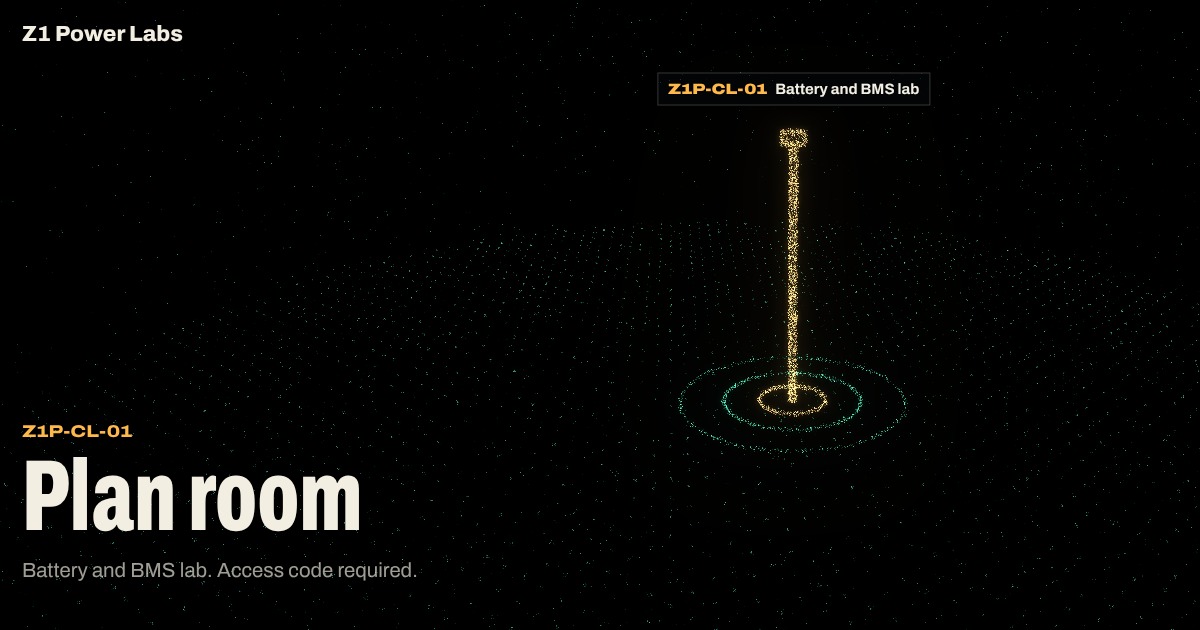 Z1 Power Labs
Z1P-CL-01 Battery and BMS lab
Z1P-CL-01
Plan room
Battery and BMS lab. Access code required.